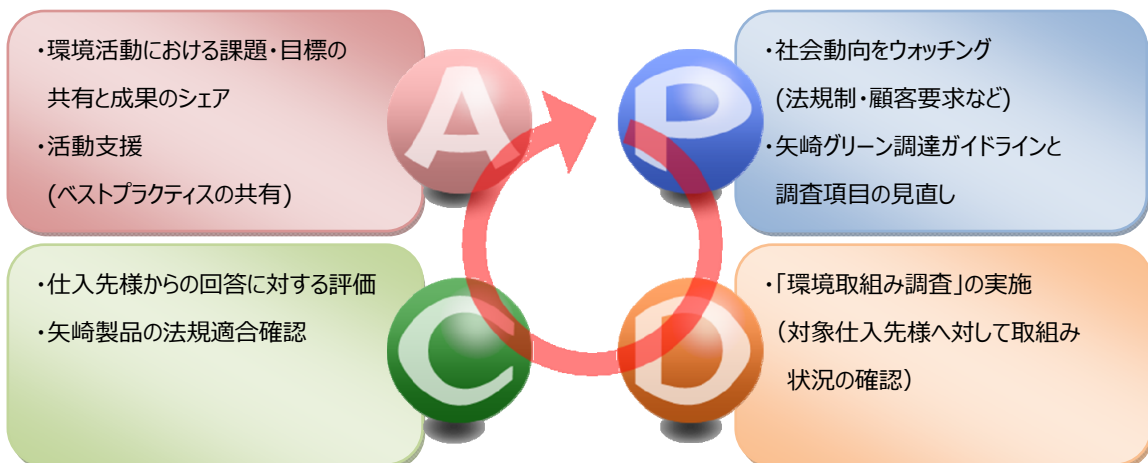 ・環境活動における課題・目標の
共有と成果のシェア
・活動支援
(ベストプラクティスの共有)
A
P
・社会動向をウォッチング
(法規制・顧客要求など)
・矢崎グリーン調達ガイドラインと
調査項目の見直し
・仕入先様からの回答に対する評価
・矢崎製品の法規適合確認
C
D
・「環境取組み調査」の実施
（対象仕入先様へ対して取組み
状況の確認）